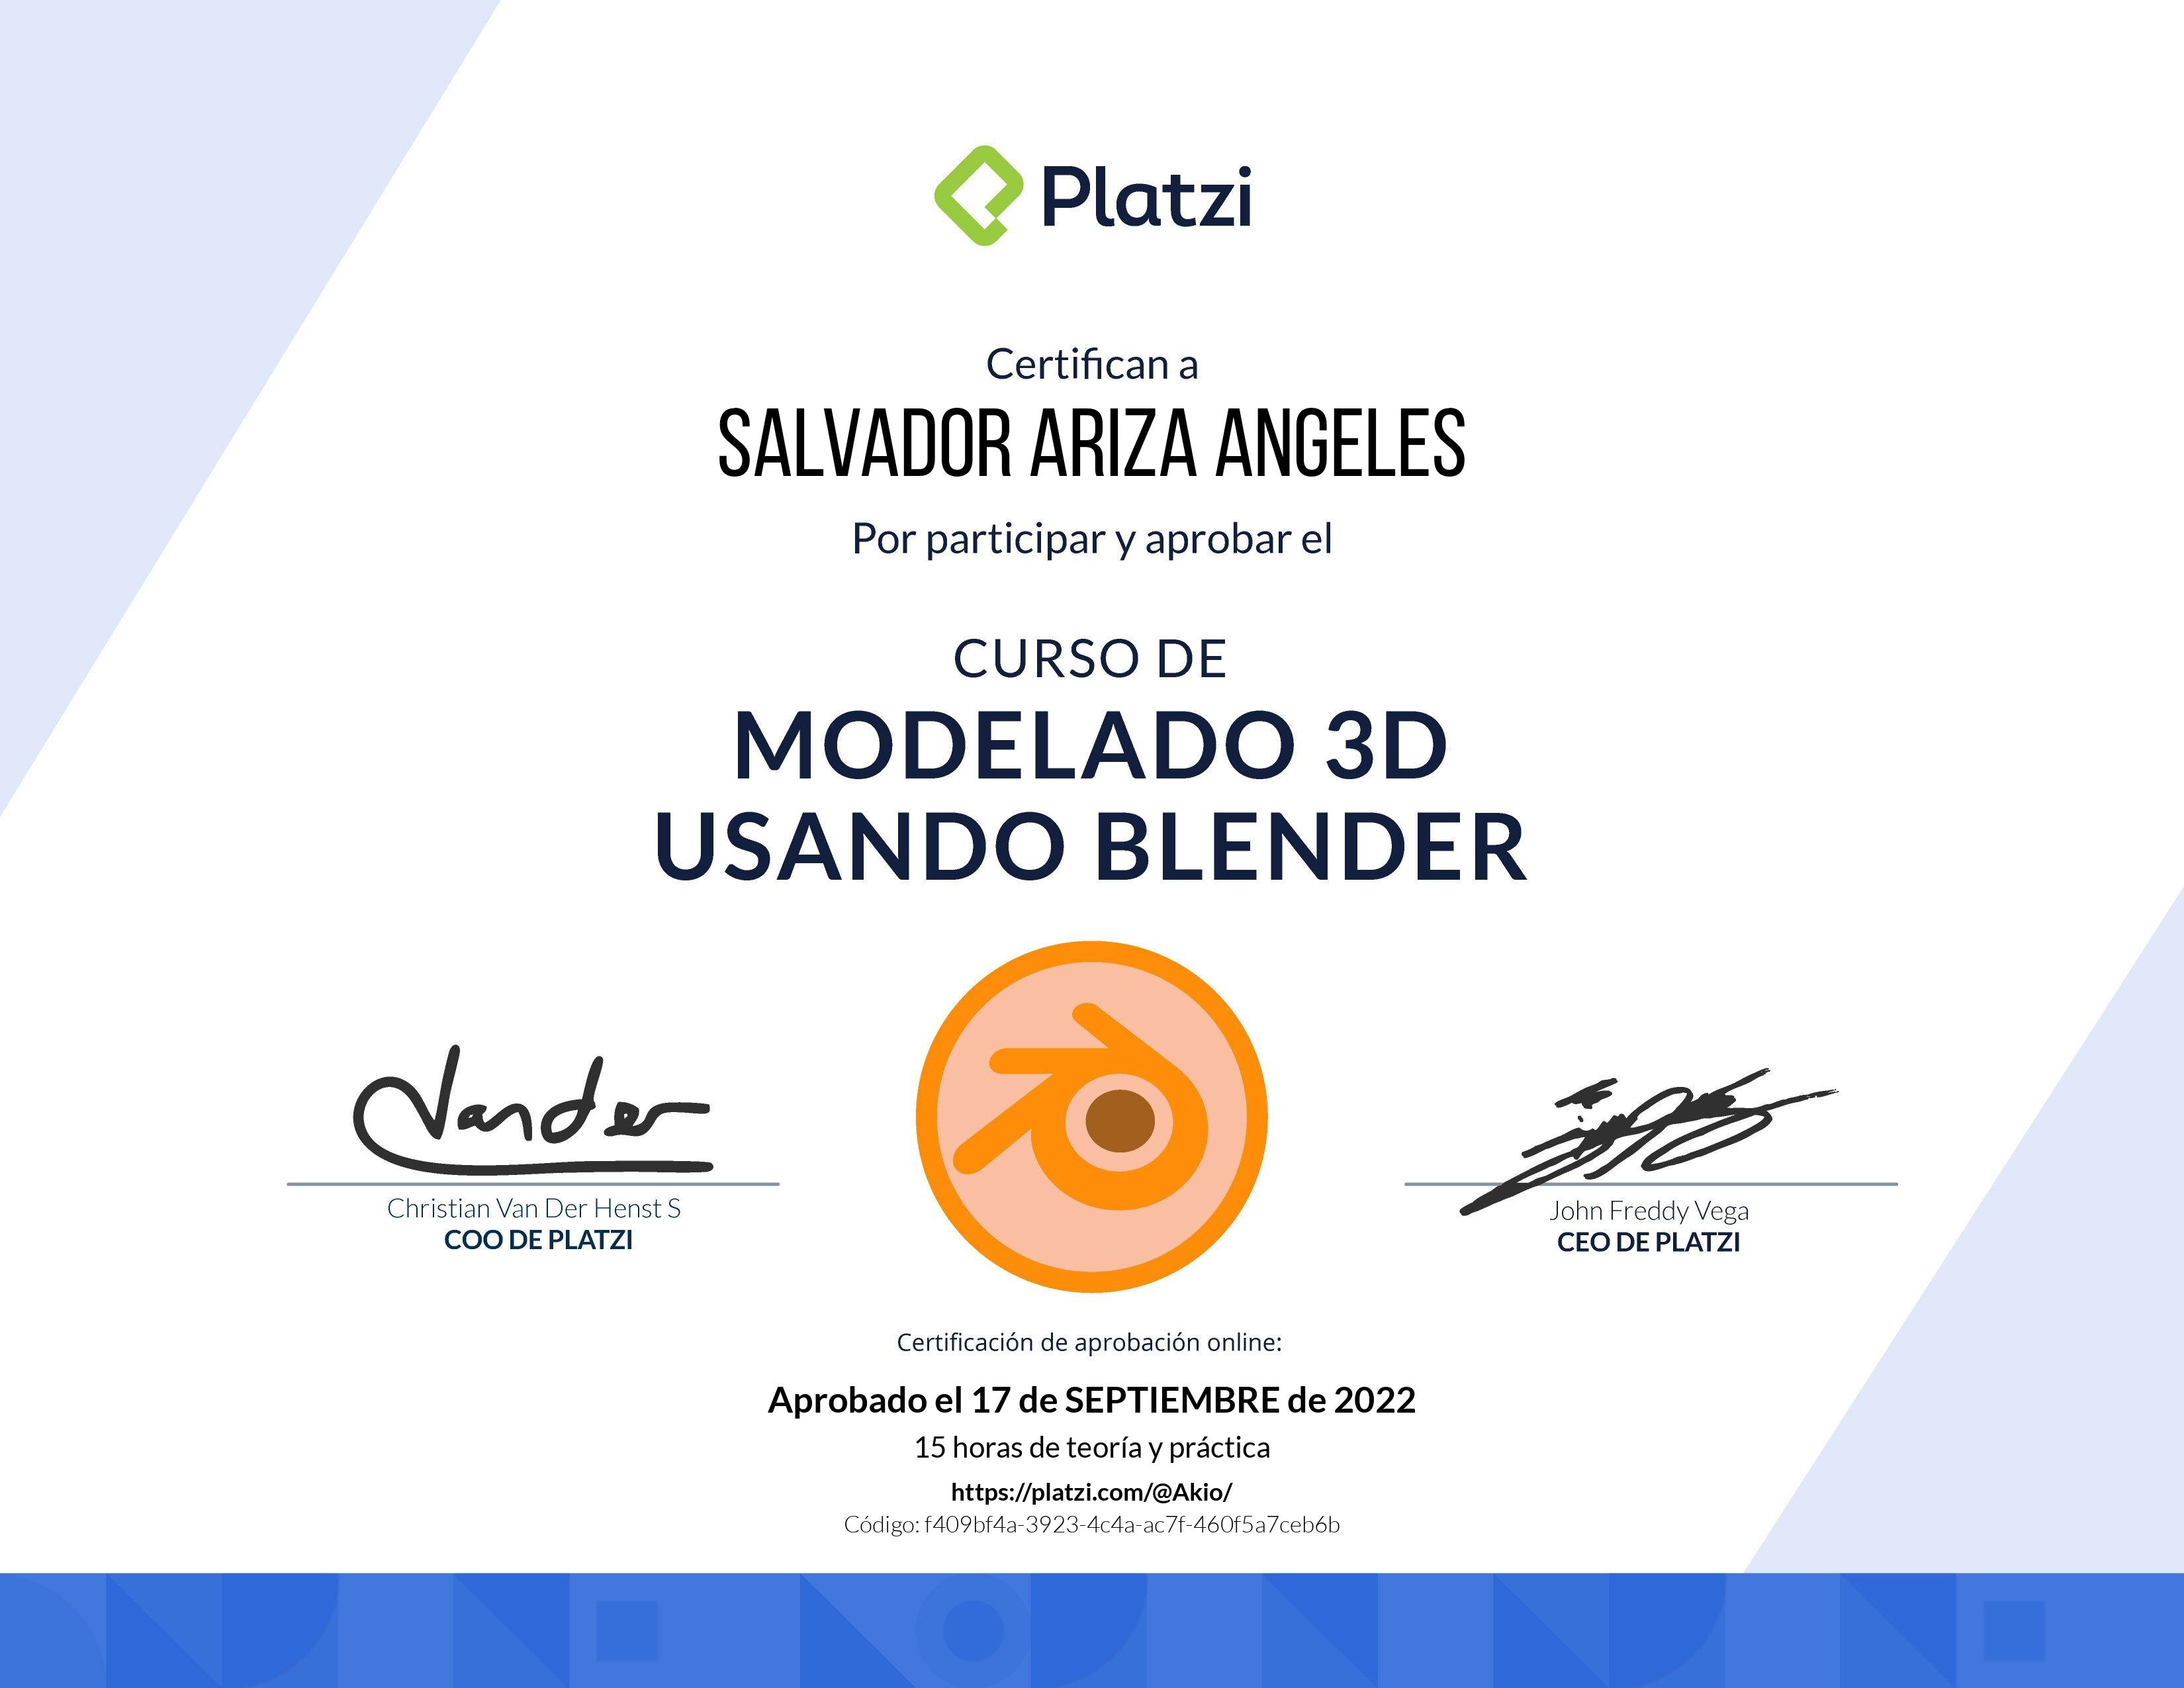 Platzi
Certifican a
SALVADOR ARIZA ANGELES
Por participar y aprobar el
CURSO DE
MODELADO 3D
USANDO BLENDER
Vander
Christian Van Der Henst S
COO DE PLATZI
John Freddy Vega
CEO DE PLATZI
Certificación de aprobación online:
Aprobado el 17 de SEPTIEMBRE de 2022
15 horas de teoría y práctica
https://platzi.com/@Akio/
Código: f409bf4a-3923-4c4a-ac7f-460f5a7ceb6b